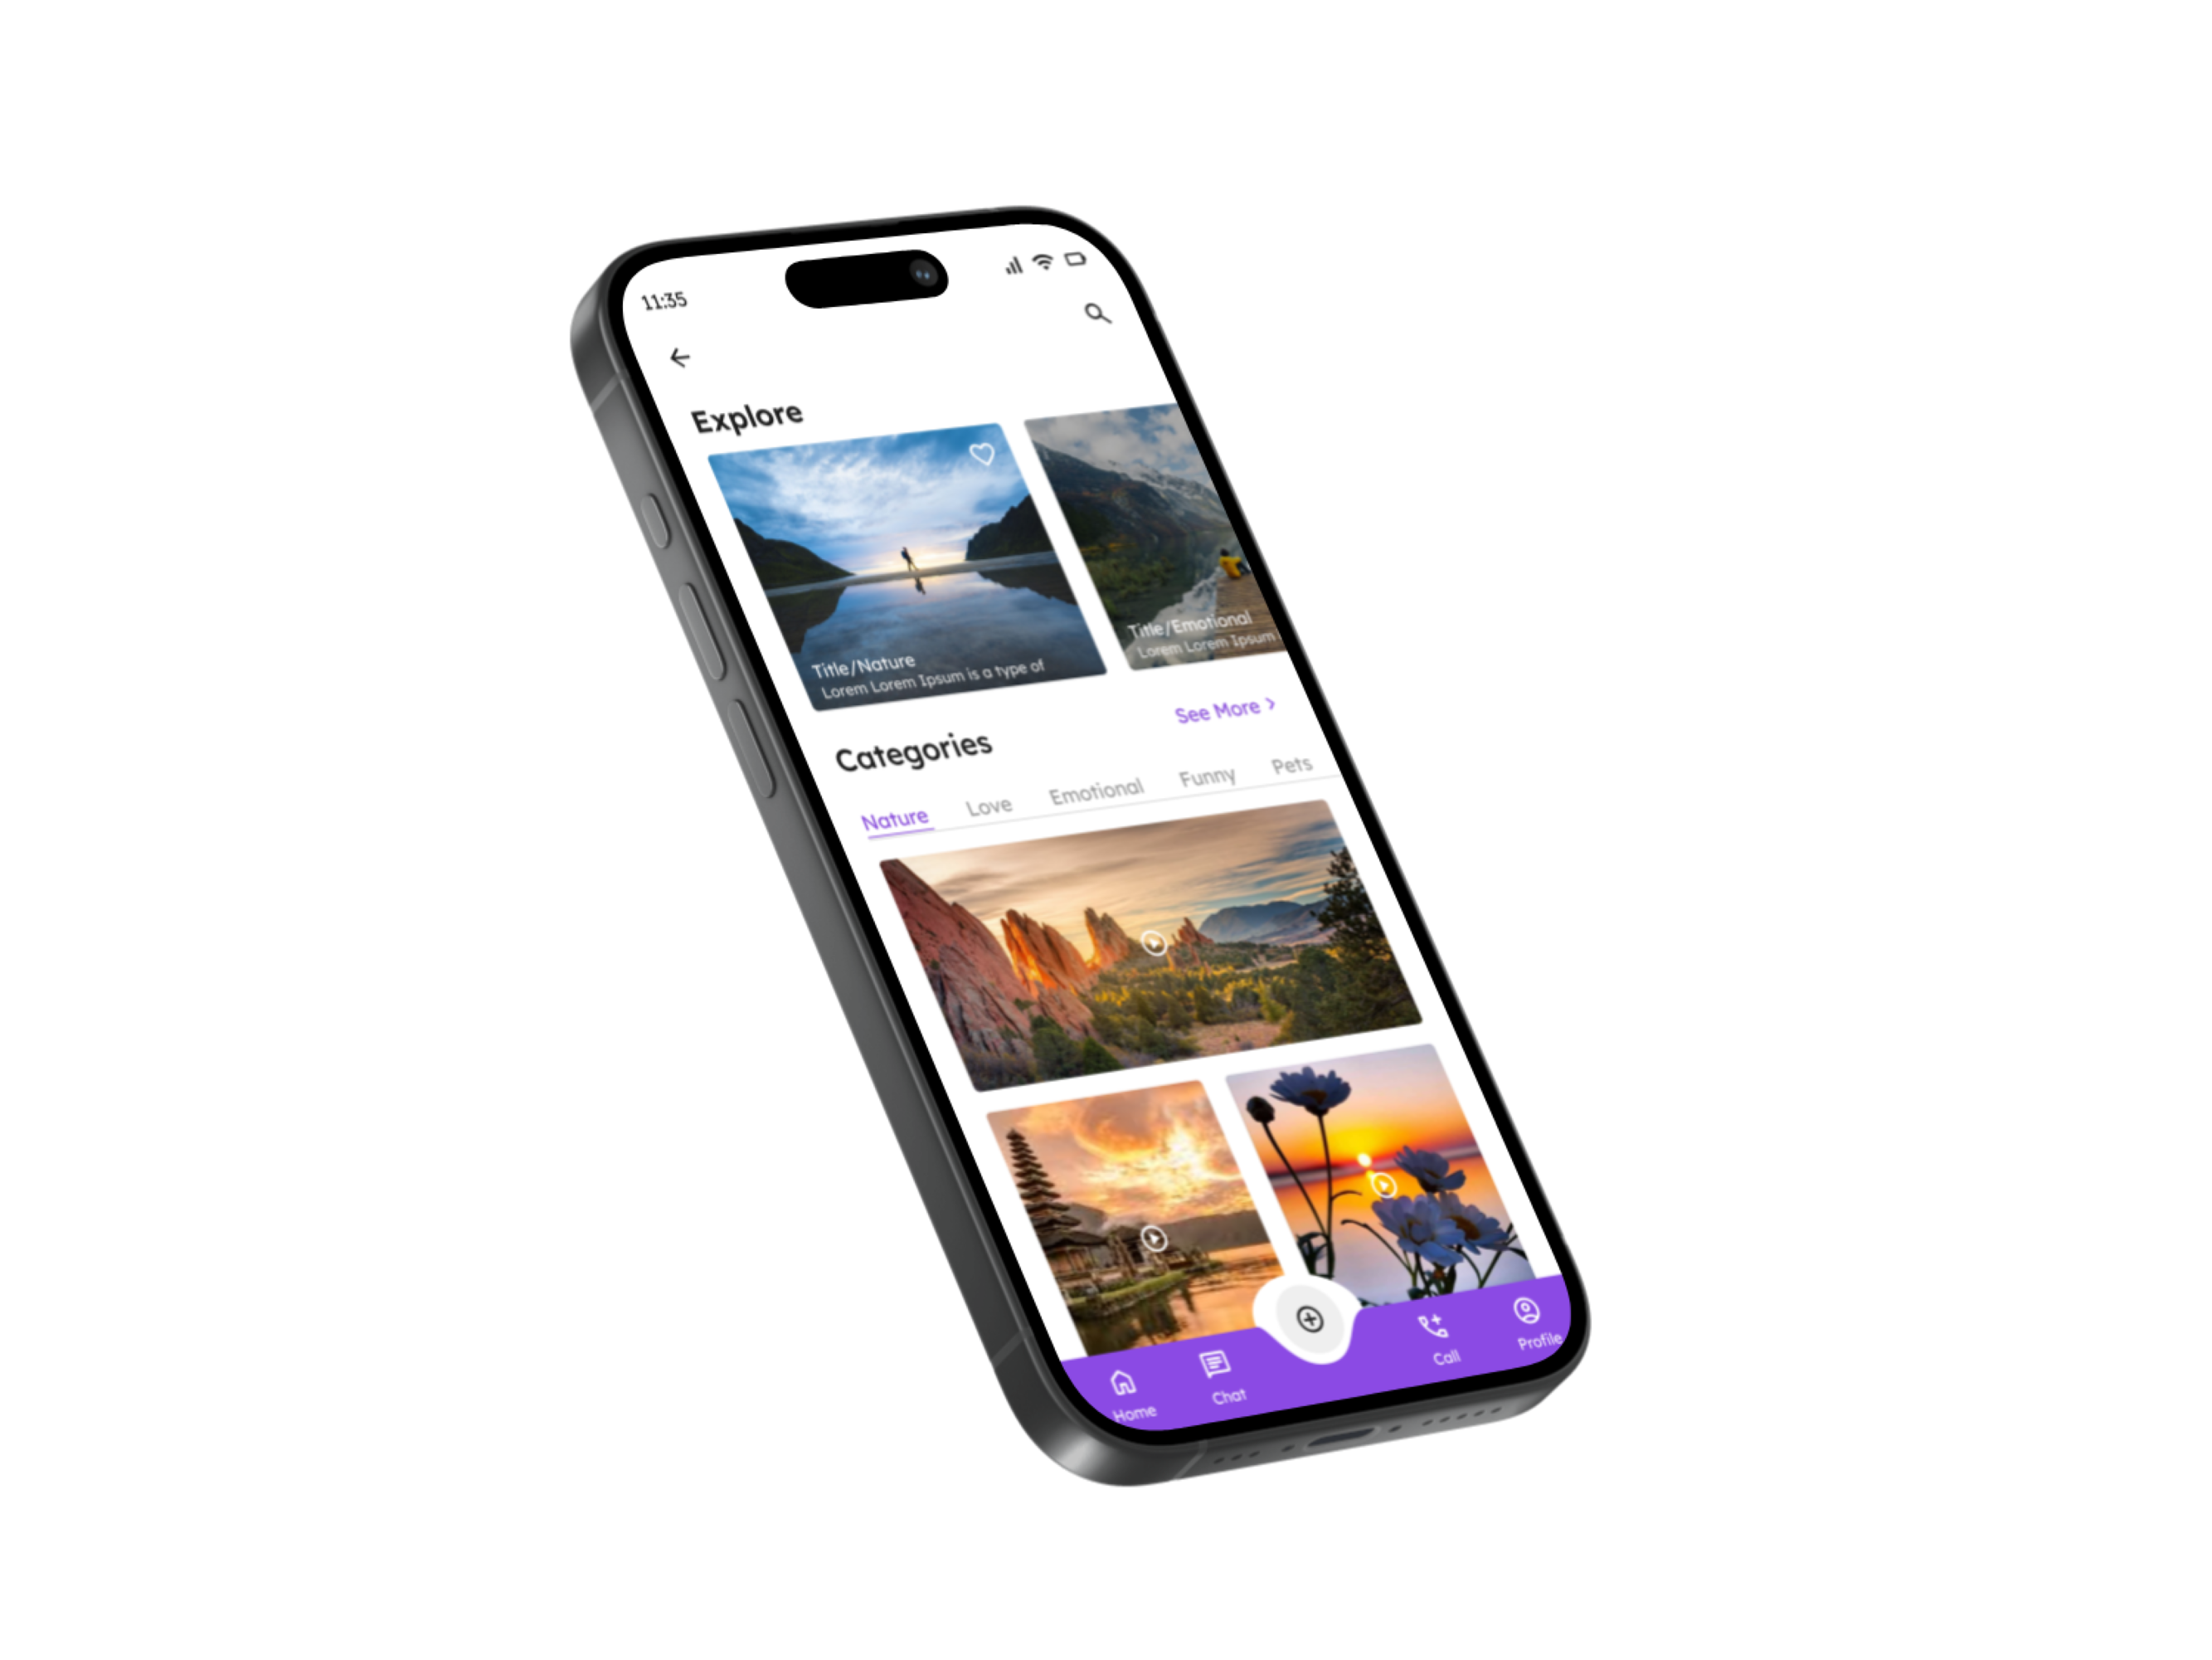 11:35
Explore
Title/Nature
Lorem Lorem Ipsum is a type of
Title/Emotional
Lorem Lorem Ipsum
See More >
Categories
Nature Love Emotional Funny Pets
Home Chat Call Profile